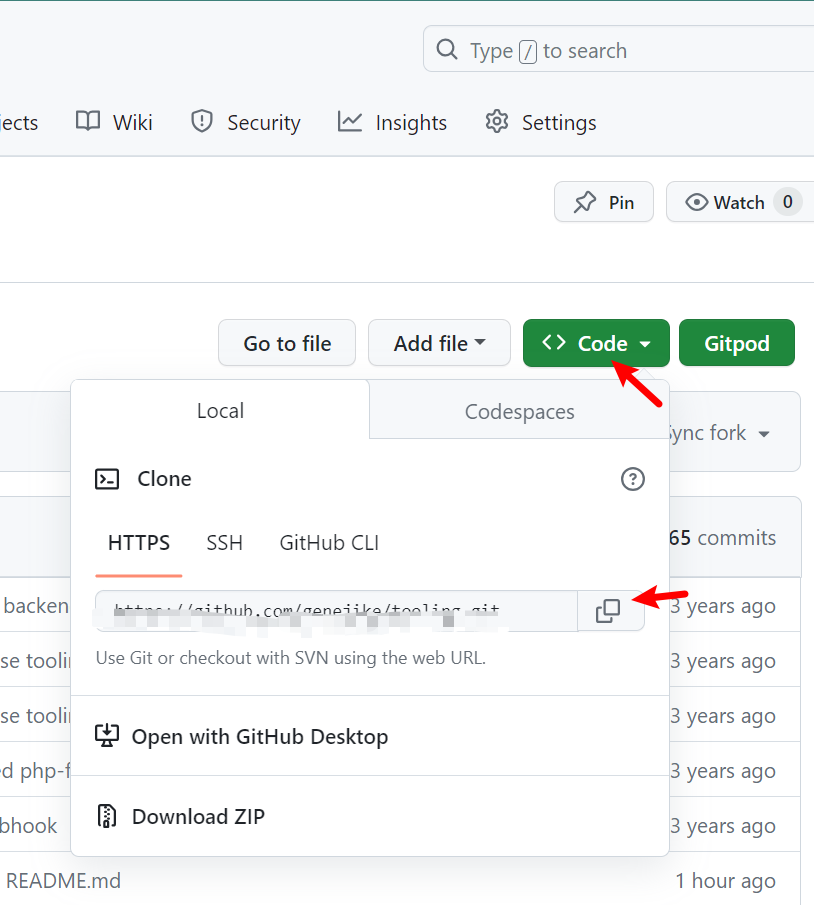 Type / to search
jects Wiki Security Insights Settings
Pin Watch 0
Go to file Add file Code Gitpod
Local Codespaces
Sync fork
Clone
HTTPS SSH GitHub CLI
65 commits
https://github.com/genejike/tooling.git
backen 3 years ago
Use Git or checkout with SVN using the web URL.
se toolin 3 years ago
se toolin 3 years ago
Open with GitHub Desktop
ed php-f 3 years ago
Download ZIP
bhook 3 years ago
README.md 1 hour ago